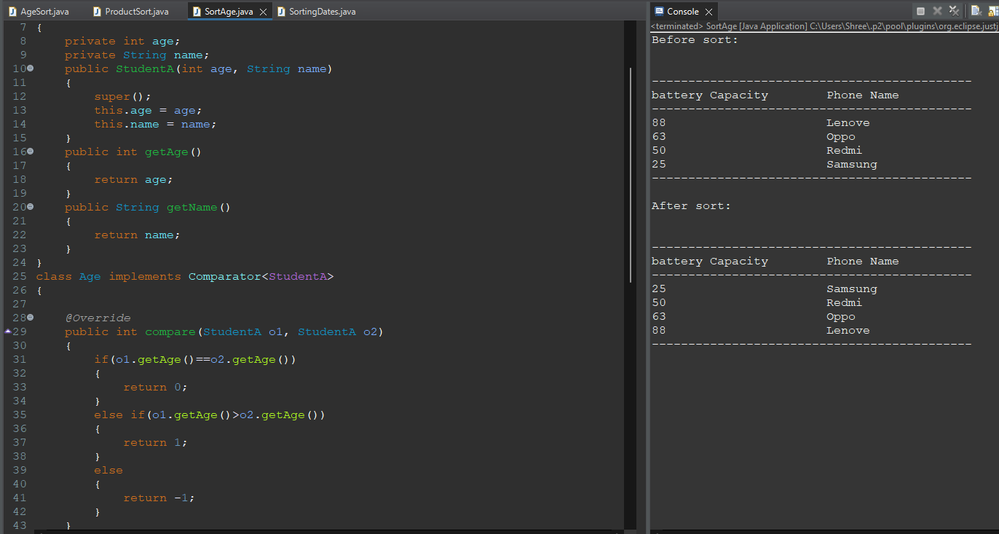 AgeSort.java ProductSort.java SortAge.java SortingDates.java
7 {
8 private int age;
9 private String name;
10 public StudentA(int age, String name)
11 {
12 super();
13 this.age = age;
14 this.name = name;
15 }
16 public int getAge()
17 {
18 return age;
19 }
20 public String getName()
21 {
22 return name;
23 }
24 }
25 class Age implements Comparator<StudentA>
26 {
27
28 @Override
29 public int compare(StudentA o1, StudentA o2)
30 {
31 if(o1.getAge()==o2.getAge())
32 {
33 return 0;
34 }
35 else if(o1.getAge()>o2.getAge())
36 {
37 return 1;
38 }
39 else
40 {
41 return -1;
42 }
43 }
Console
<terminated> SortAge [Java Application] C:\Users\Shree\.p2\pool\plugins\org.eclipse.justj
Before sort:
--------------------------------------------
battery Capacity Phone Name
--------------------------------------------
88 Lenove
63 Oppo
50 Redmi
25 Samsung
--------------------------------------------
After sort:
--------------------------------------------
battery Capacity Phone Name
--------------------------------------------
25 Samsung
50 Redmi
63 Oppo
88 Lenove
--------------------------------------------